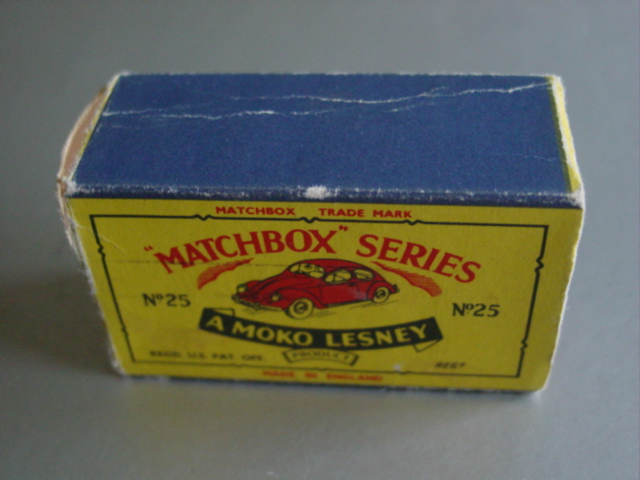 MATCHBOX TRADE MARK
"MATCHBOX" SERIES
Nº25 Nº25
A MOKO LESNEY
PRODUCT
REGD U.S. PAT. OFF. REGD
MADE IN ENGLAND